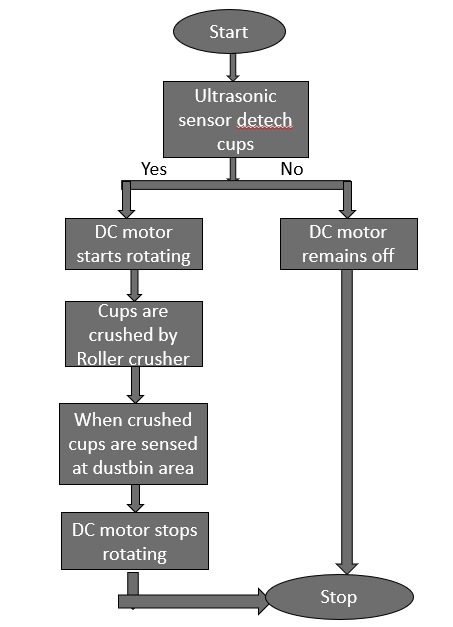 Start
Ultrasonic
sensor detech
cups
Yes
No
DC motor
starts rotating
DC motor
remains off
Cups are
crushed by
Roller crusher
When crushed
cups are sensed
at dustbin area
DC motor stops
rotating
Stop